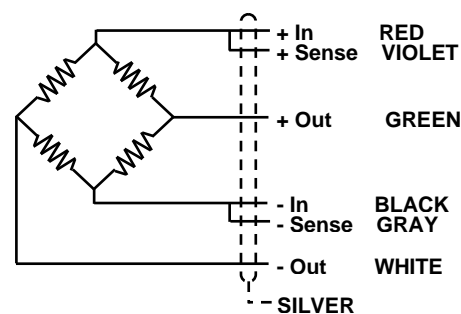 + In RED
+ Sense VIOLET
+ Out GREEN
- In BLACK
- Sense GRAY
- Out WHITE
SILVER